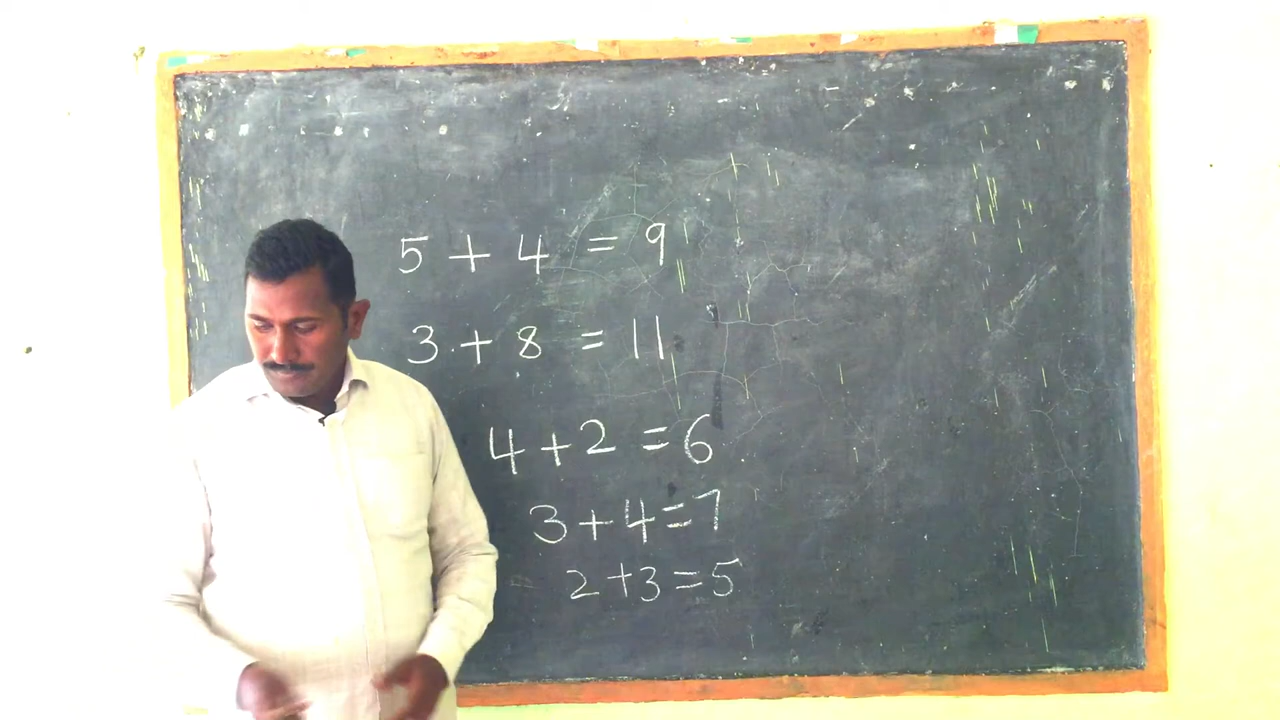 5 + 4 = 9
3 + 8 = 11
4 + 2 = 6
3 + 4 = 7
2 + 3 = 5